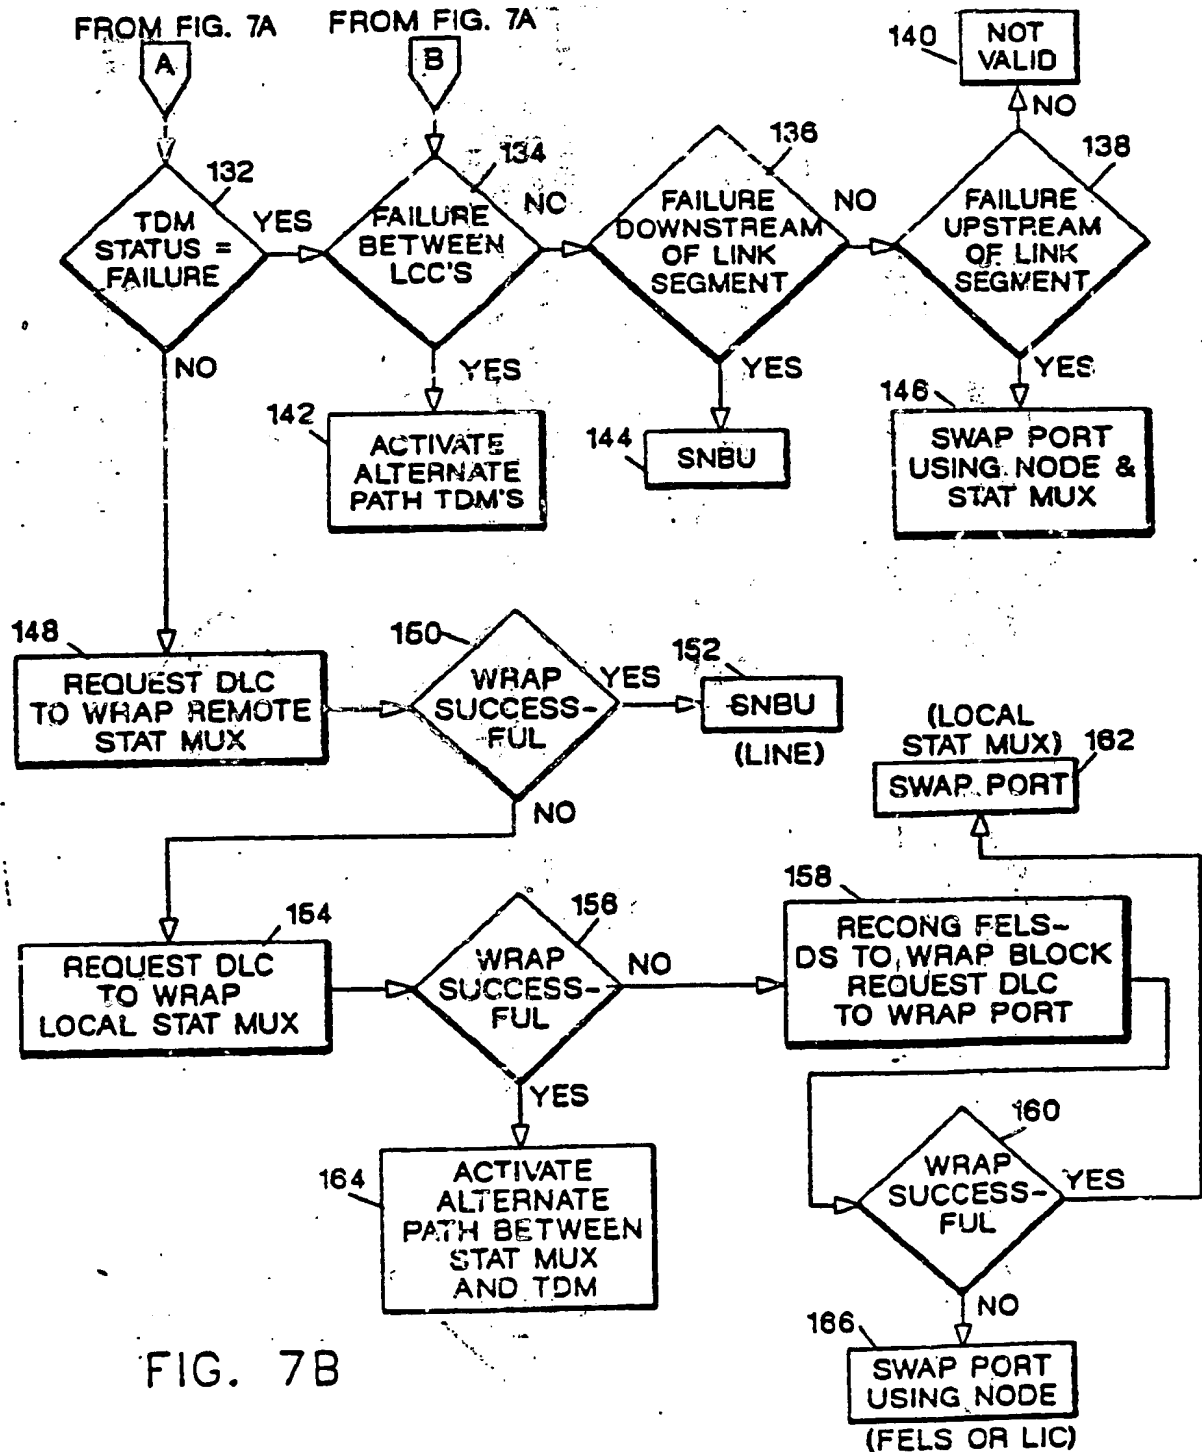 FROM FIG. 7A
FROM FIG. 7A
A
B
140
NOT
VALID
NO
132
TDM
STATUS =
FAILURE
YES
NO
134
FAILURE
BETWEEN
LCC'S
NO
YES
136
FAILURE
DOWNSTREAM
OF LINK
SEGMENT
NO
YES
138
FAILURE
UPSTREAM
OF LINK
SEGMENT
YES
142
ACTIVATE
ALTERNATE
PATH TDM'S
144
SNBU
146
SWAP PORT
USING NODE &
STAT MUX
148
REQUEST DLC
TO WRAP REMOTE
STAT MUX
150
WRAP
SUCCESS-
FUL
YES
NO
152
SNBU
(LINE)
(LOCAL
STAT MUX)
162
SWAP PORT
154
REQUEST DLC
TO WRAP
LOCAL STAT MUX
156
WRAP
SUCCESS-
FUL
NO
YES
158
RECONG FELS-
DS TO WRAP BLOCK
REQUEST DLC
TO WRAP PORT
160
WRAP
SUCCESS-
FUL
YES
NO
164
ACTIVATE
ALTERNATE
PATH BETWEEN
STAT MUX
AND TDM
166
SWAP PORT
USING NODE
(FELS OR LIC)
FIG. 7B